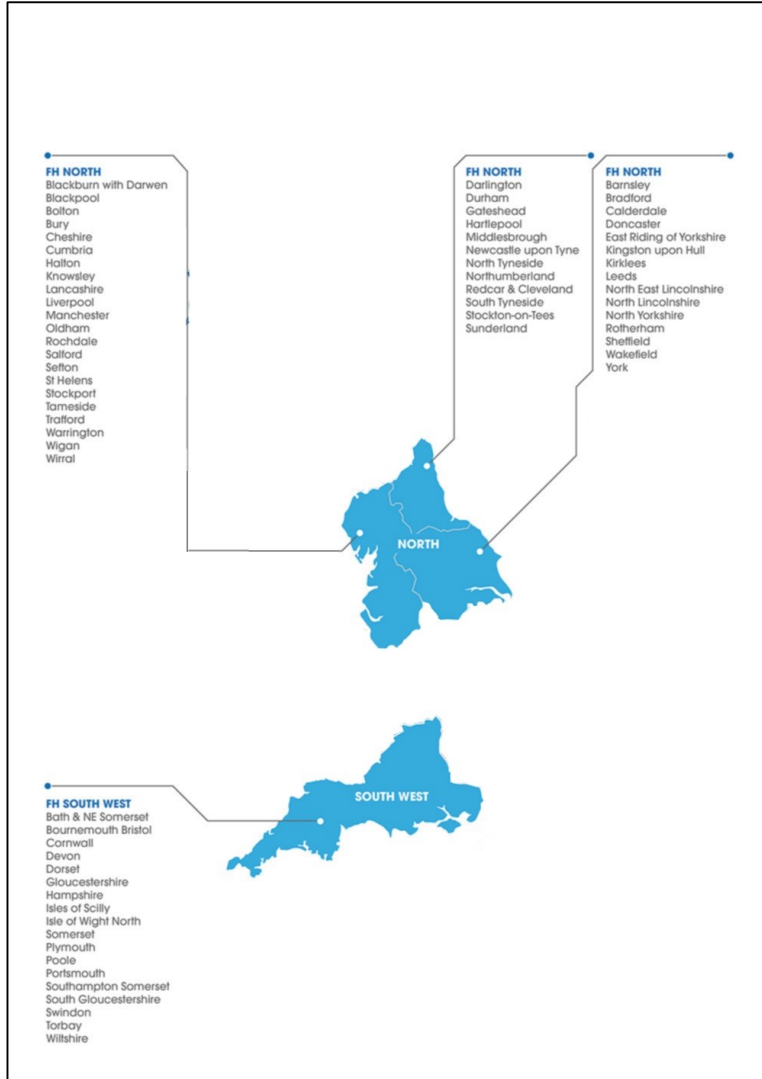 FH NORTH
Blackburn with Darwen
Blackpool
Bolton
Bury
Cheshire
Cumbria
Halton
Knowsley
Lancashire
Liverpool
Manchester
Oldham
Rochdale
Salford
Sefton
St Helens
Stockport
Tameside
Trafford
Warrington
Wigan
Wirral
FH NORTH
Darlington
Durham
Gateshead
Hartlepool
Middlesbrough
Newcastle upon Tyne
North Tyneside
Northumberland
Redcar & Cleveland
South Tyneside
Stockton-on-Tees
Sunderland
FH NORTH
Barnsley
Bradford
Calderdale
Doncaster
East Riding of Yorkshire
Kingston upon Hull
Kirklees
Leeds
North East Lincolnshire
North Lincolnshire
North Yorkshire
Rotherham
Sheffield
Wakefield
York
NORTH
SOUTH WEST
FH SOUTH WEST
Bath & NE Somerset
Bournemouth Bristol
Cornwall
Devon
Dorset
Gloucestershire
Hampshire
Isles of Scilly
Isle of Wight North
Somerset
Plymouth
Poole
Portsmouth
Southampton Somerset
South Gloucestershire
Swindon
Torbay
Wiltshire